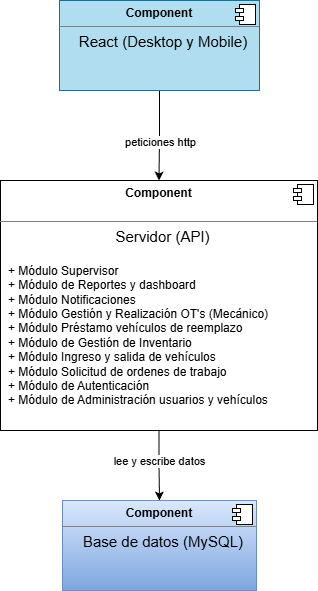 Component
React (Desktop y Mobile)
peticiones http
Component
Servidor (API)
+ Módulo Supervisor
+ Módulo de Reportes y dashboard
+ Módulo Notificaciones
+ Módulo Gestión y Realización OT's (Mecánico)
+ Módulo Préstamo vehículos de reemplazo
+ Módulo de Gestión de Inventario
+ Módulo Ingreso y salida de vehículos
+ Módulo Solicitud de ordenes de trabajo
+ Módulo de Autenticación
+ Módulo de Administración usuarios y vehículos
lee y escribe datos
Component
Base de datos (MySQL)